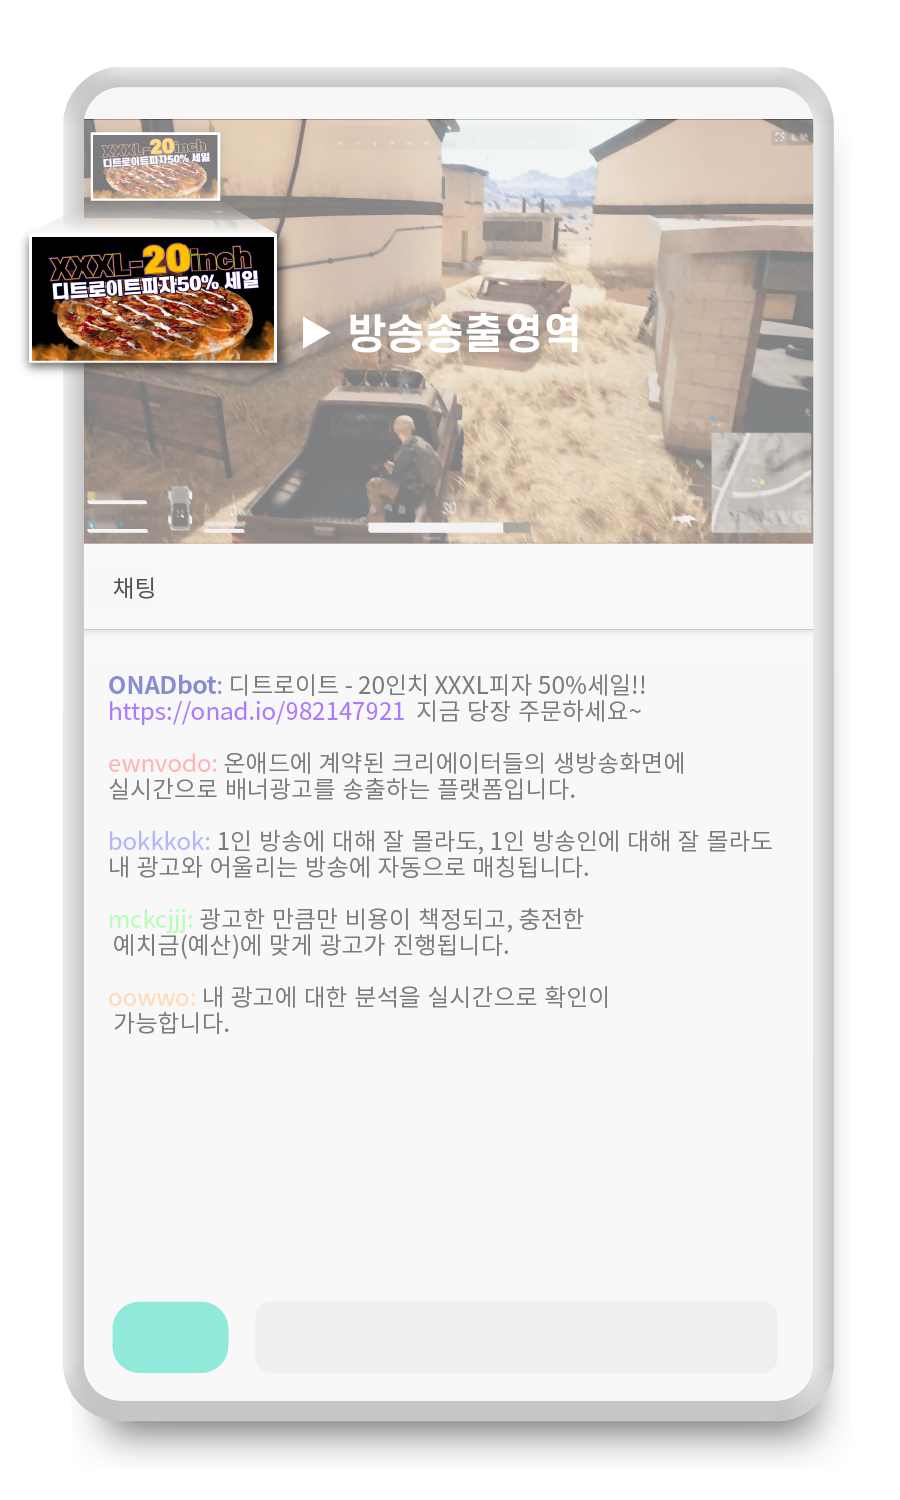 XXXL-20inch
디트로이트피자50% 세일
XXXL-20inch
디트로이트피자50% 세일
▶ 방송송출영역
30
채팅
ONADbot: 디트로이트 - 20인치 XXXL피자 50%세일!!
https://onad.io/982147921 지금 당장 주문하세요~
ewnvodo: 온애드에 계약된 크리에이터들의 생방송화면에
실시간으로 배너광고를 송출하는 플랫폼입니다.
bokkkok: 1인 방송에 대해 잘 몰라도, 1인 방송인에 대해 잘 몰라도
내 광고와 어울리는 방송에 자동으로 매칭됩니다.
mckcjjj: 광고한 만큼만 비용이 책정되고, 충전한
예치금(예산)에 맞게 광고가 진행됩니다.
oowwo: 내 광고에 대한 분석을 실시간으로 확인이
가능합니다.